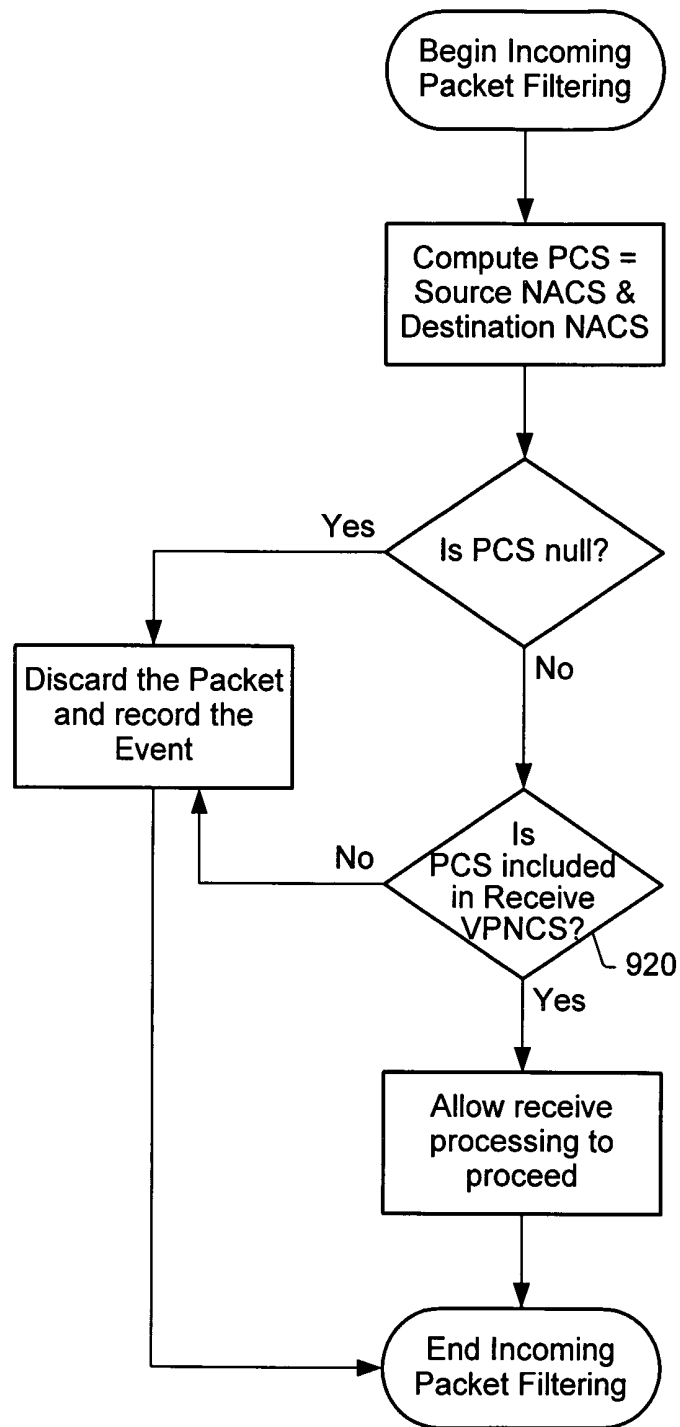 Begin Incoming
Packet Filtering
Compute PCS =
Source NACS &
Destination NACS
Yes
Is PCS null?
No
Discard the Packet
and record the
Event
No
Is
PCS included
in Receive
VPNCS?
920
Yes
Allow receive
processing to
proceed
End Incoming
Packet Filtering